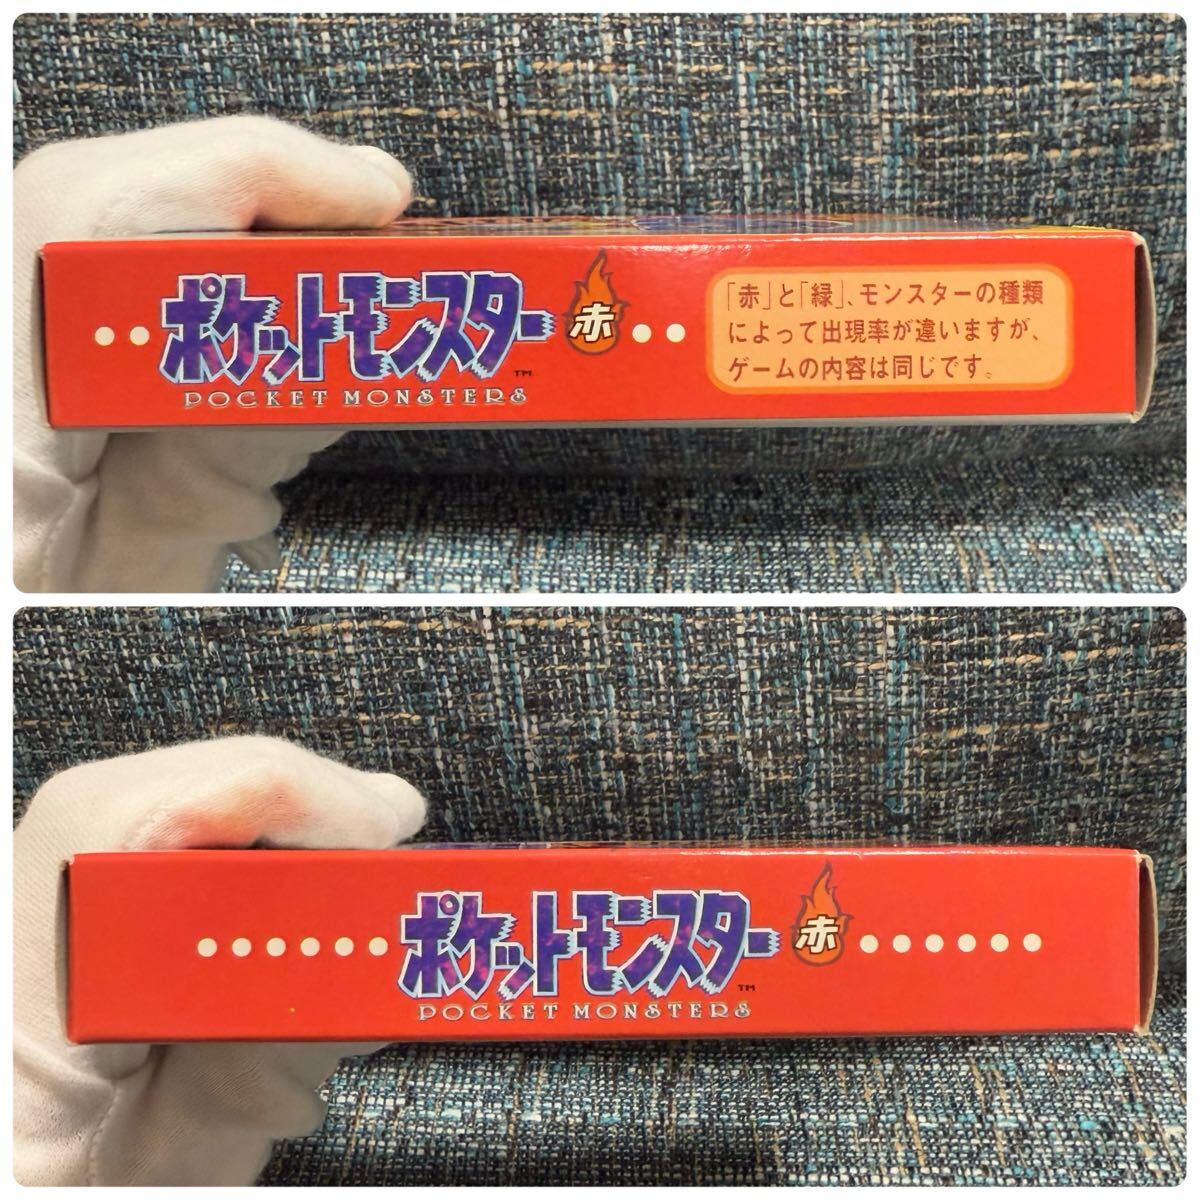 ポケットモンスター 赤
TM
POCKET MONSTERS
「赤」と「緑」、モンスターの種類
によって出現率が違いますが、
ゲームの内容は同じです。
ポケットモンスター 赤
TM
POCKET MONSTERS